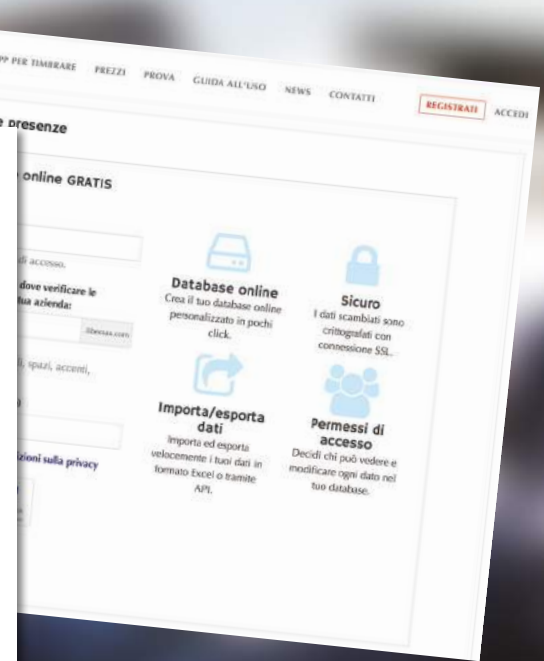 PP PER TIMBRARE PREZZI PROVA GUIDA ALL'USO NEWS CONTATTI REGISTRATI ACCEDI
e presenze
online GRATIS
di accesso.
dove verificare le
tua azienda:
.libemax.com
spazi, accenti,
izioni sulla privacy
Database online
Crea il tuo database online
personalizzato in pochi
click.
Sicuro
I dati scambiati sono
crittografati con
connessione SSL.
Importa/esporta
dati
Importa ed esporta
velocemente i tuoi dati in
formato Excel o tramite
API.
Permessi di
accesso
Decidi chi può vedere e
modificare ogni dato nel
tuo database.